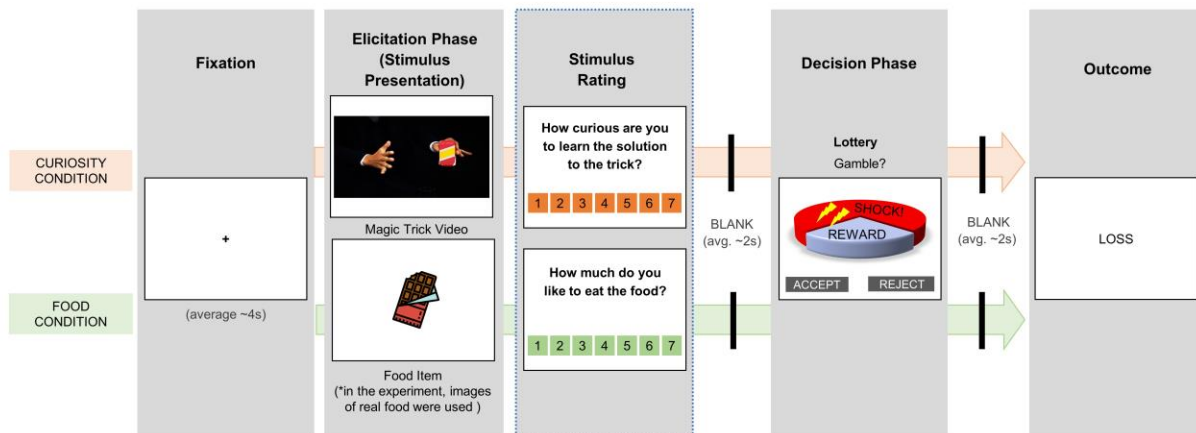 Fixation
Elicitation Phase
(Stimulus
Presentation)
Stimulus
Rating
Decision Phase
Outcome
CURIOSITY
CONDITION
FOOD
CONDITION
+
(average ~4s)
Magic Trick Video
Food Item
(*in the experiment, images
of real food were used )
How curious are you
to learn the solution
to the trick?
1 2 3 4 5 6 7
How much do you
like to eat the food?
1 2 3 4 5 6 7
BLANK
(avg. ~2s)
Lottery
Gamble?
SHOCK!
REWARD
ACCEPT REJECT
BLANK
(avg. ~2s)
LOSS